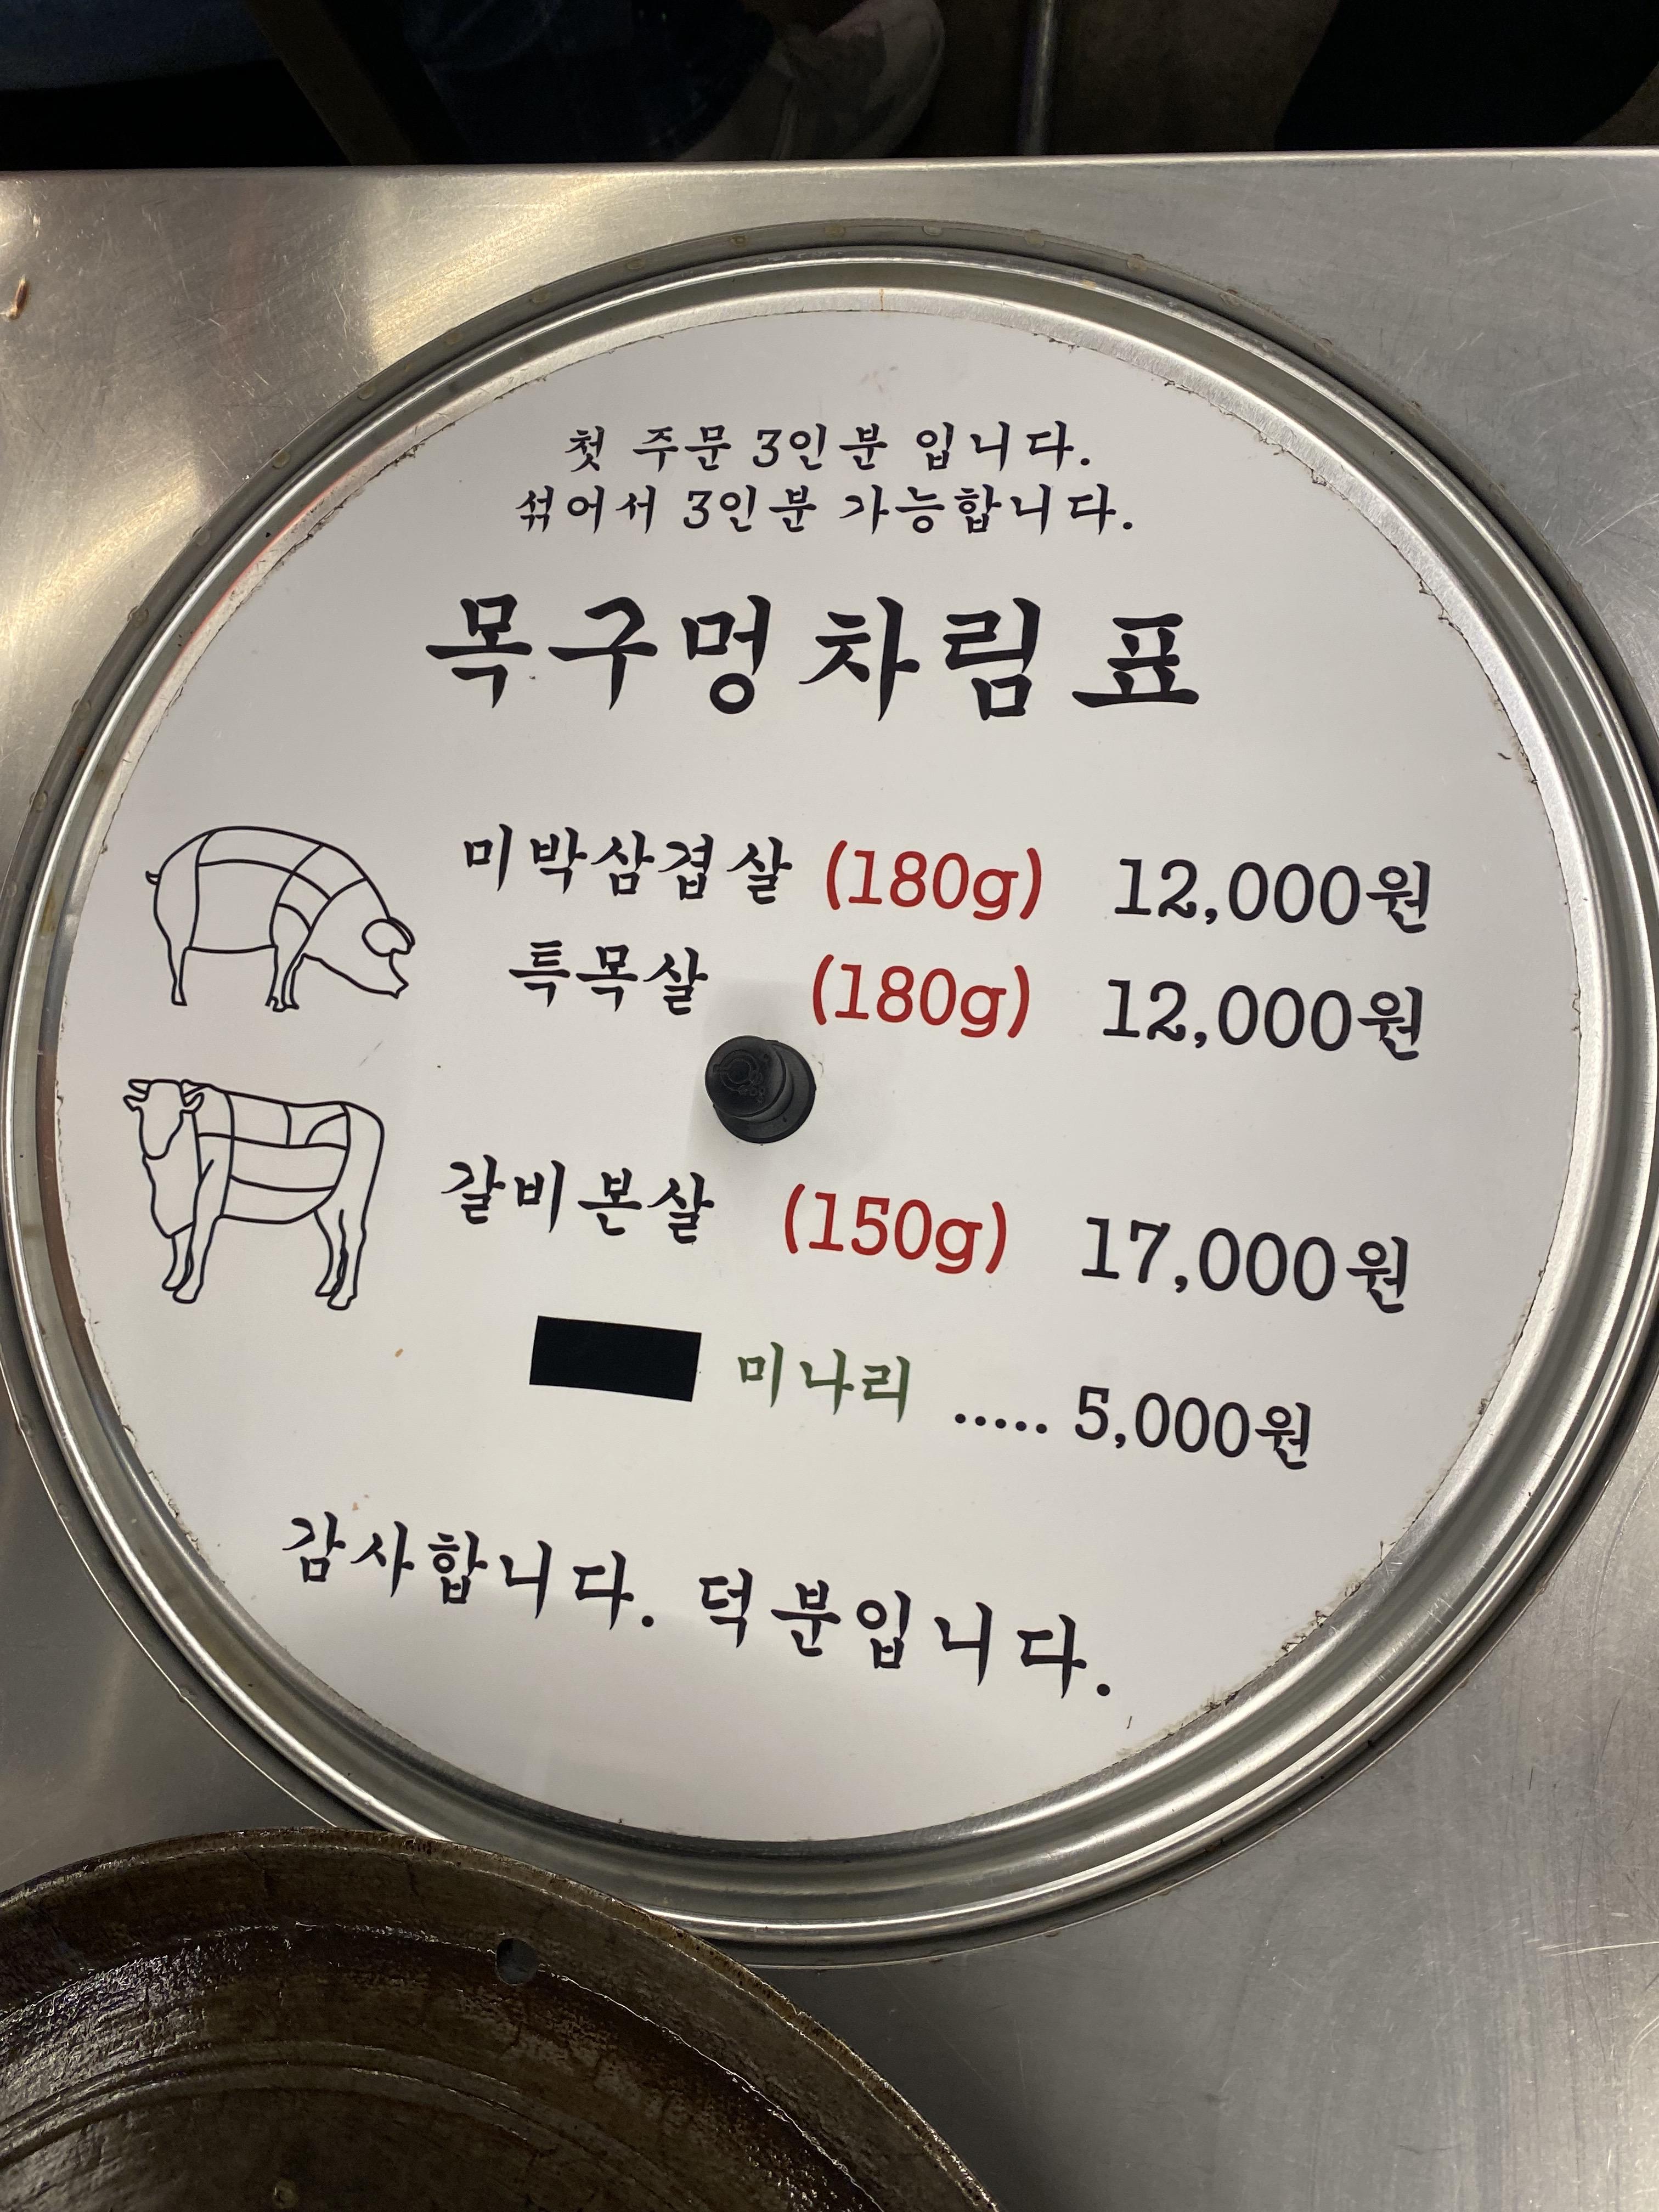 첫 주문 3인분 입니다.
섞어서 3인분 가능합니다.
목구멍 차림표
미박삼겹살 (180g) 12,000원
특목살 (180g) 12,000원
갈비본살 (150g) 17,000원
미나리 ..... 5,000원
감사합니다. 덕분입니다.